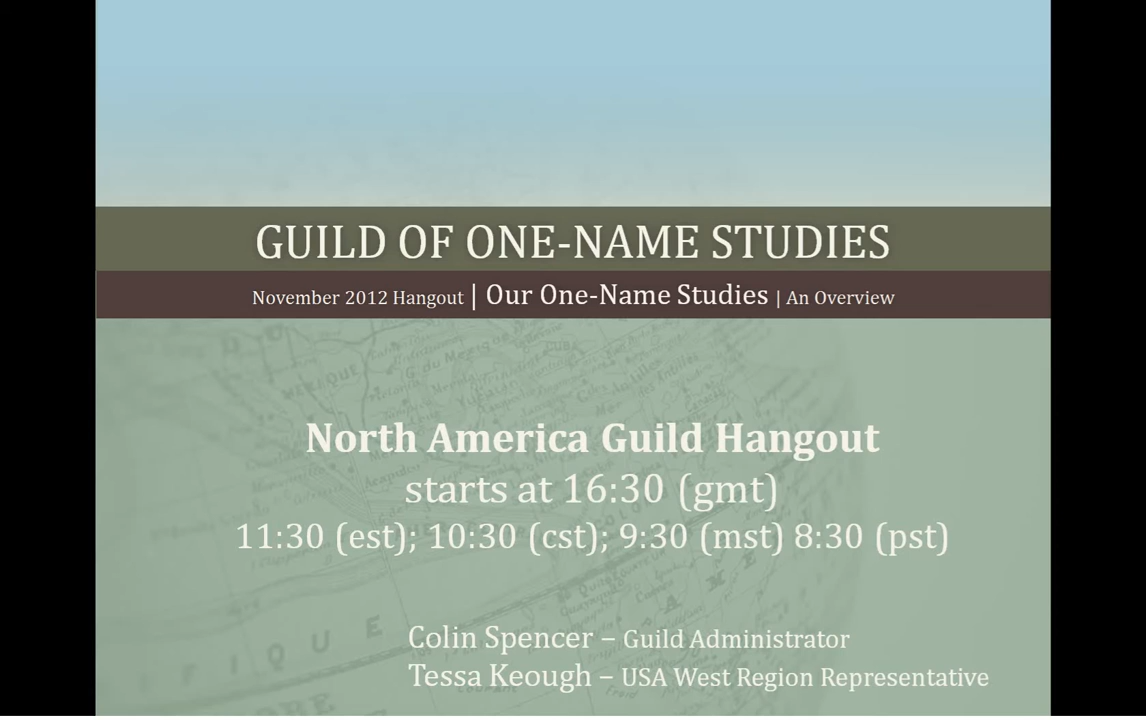 GUILD OF ONE-NAME STUDIES
November 2012 Hangout | Our One-Name Studies | An Overview
North America Guild Hangout
starts at 16:30 (gmt)
11:30 (est); 10:30 (cst); 9:30 (mst) 8:30 (pst)
Colin Spencer – Guild Administrator
Tessa Keough – USA West Region Representative